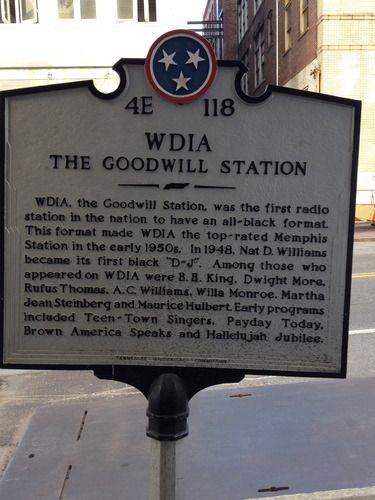 4E 118
WDIA
THE GOODWILL STATION
WDIA, the Goodwill Station, was the first radio
station in the nation to have an all-black format.
This format made WDIA the top-rated Memphis
Station in the early 1950s. In 1948, Nat D. Williams
became its first black "D-J". Among those who
appeared on WDIA were B.B. King, Dwight More,
Rufus Thomas, A.C. Williams, Willa Monroe, Martha
Jean Steinberg and Maurice Hulbert. Early programs
included Teen-Town Singers, Payday Today,
Brown America Speaks and Hallelujah Jubilee.
TENNESSEE HISTORICAL COMMISSION